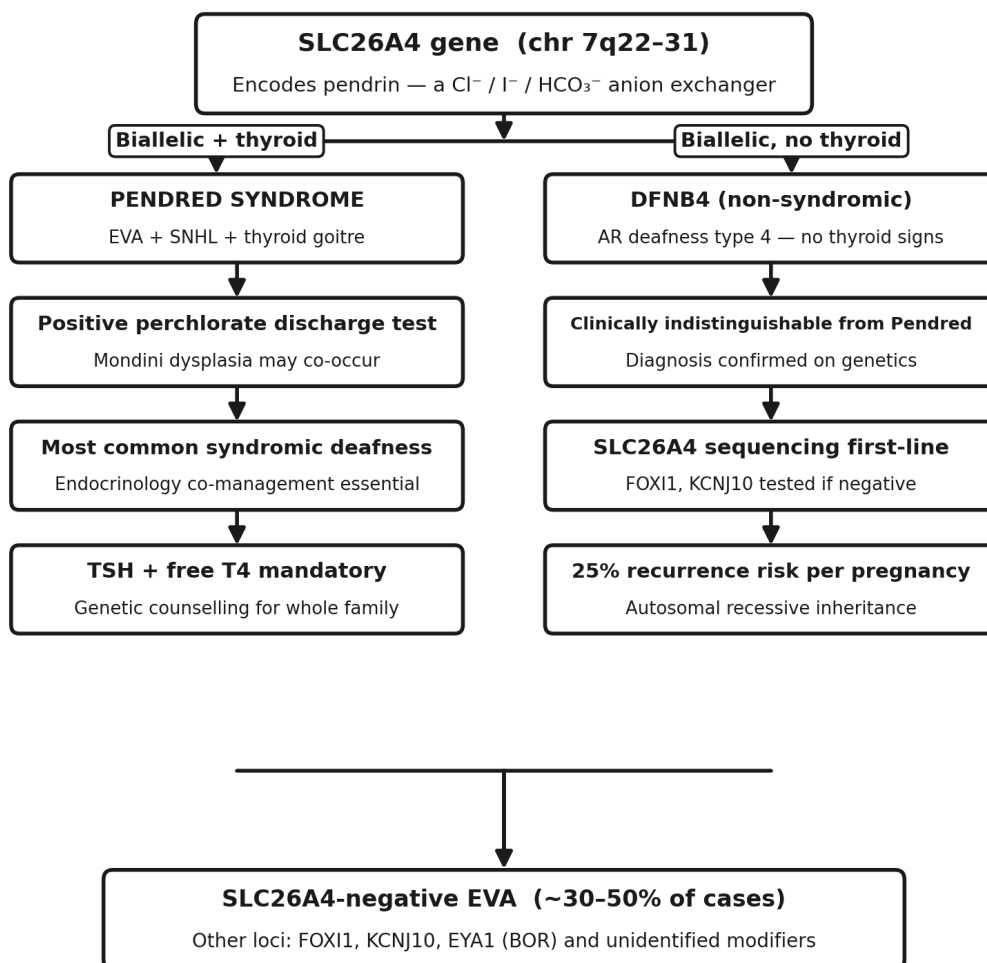 SLC26A4 gene (chr 7q22–31)
Encodes pendrin — a Cl⁻ / I⁻ / HCO₃⁻ anion exchanger
Biallelic + thyroid
Biallelic, no thyroid
PENDRED SYNDROME
EVA + SNHL + thyroid goitre
DFNB4 (non-syndromic)
AR deafness type 4 — no thyroid signs
Positive perchlorate discharge test
Mondini dysplasia may co-occur
Clinically indistinguishable from Pendred
Diagnosis confirmed on genetics
Most common syndromic deafness
Endocrinology co-management essential
SLC26A4 sequencing first-line
FOXI1, KCNJ10 tested if negative
TSH + free T4 mandatory
Genetic counselling for whole family
25% recurrence risk per pregnancy
Autosomal recessive inheritance
SLC26A4-negative EVA (~30–50% of cases)
Other loci: FOXI1, KCNJ10, EYA1 (BOR) and unidentified modifiers